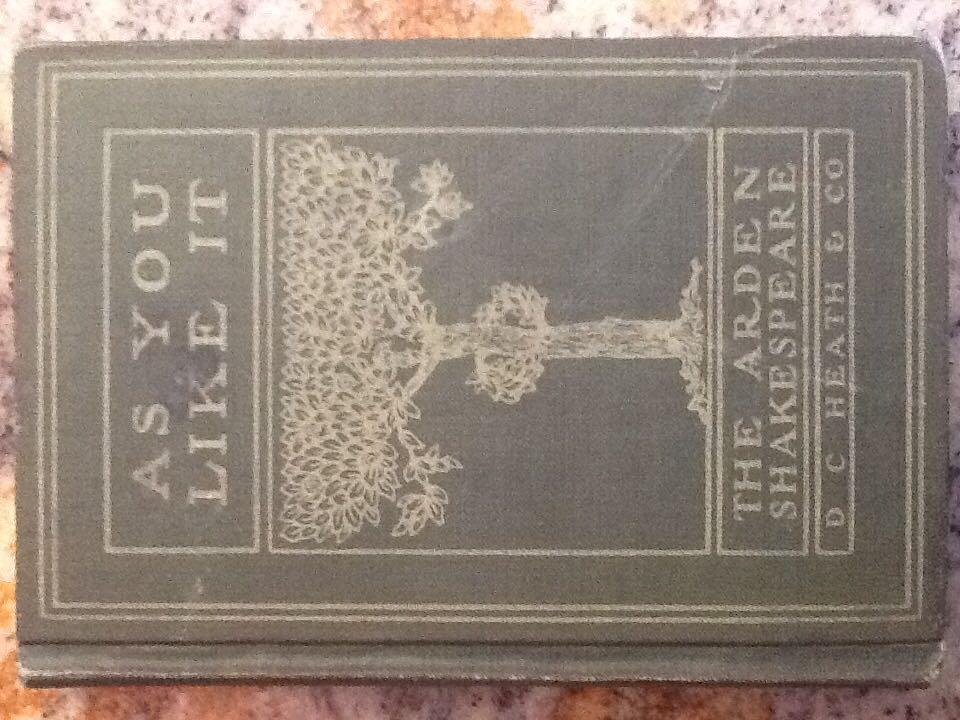 AS YOU
LIKE IT
THE ARDEN
SHAKESPEARE
D C HEATH & CO